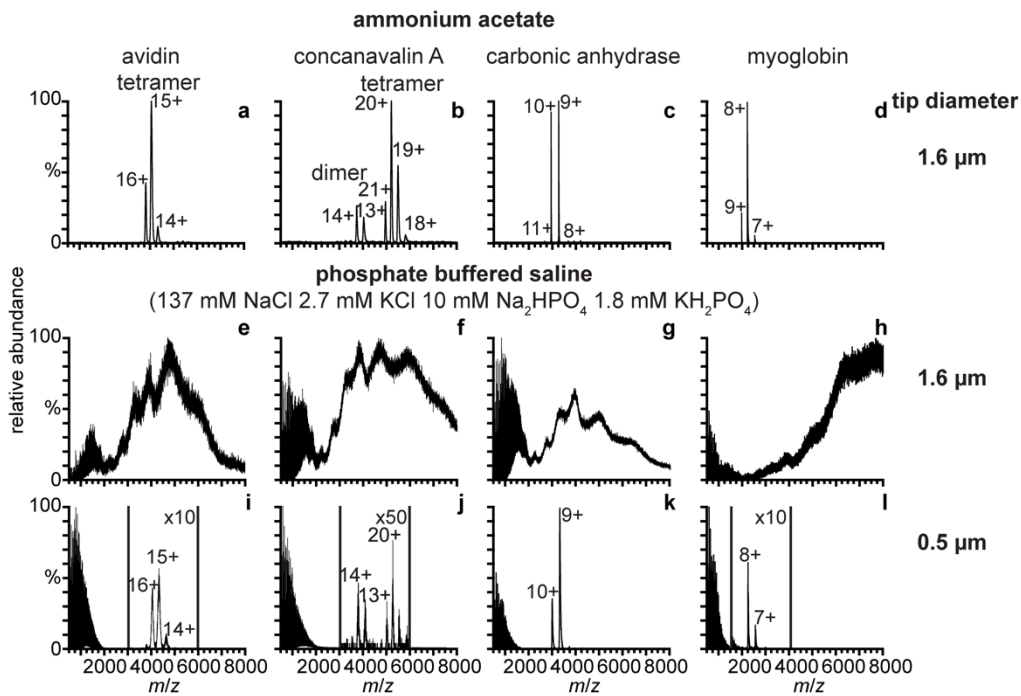 ammonium acetate
avidin tetramer
concanavalin A tetramer
carbonic anhydrase
myoglobin
tip diameter
100
%
0
15+
16+
14+
a
20+
19+
dimer
21+
14+
13+
18+
b
10+
9+
11+
8+
c
8+
9+
7+
d
1.6 µm
phosphate buffered saline
(137 mM NaCl 2.7 mM KCl 10 mM Na₂HPO₄ 1.8 mM KH₂PO₄)
relative abundance
100
%
0
e
f
g
h
1.6 µm
100
%
0
i
x10
15+
16+
14+
j
x50
20+
14+
13+
k
9+
10+
l
x10
8+
7+
0.5 µm
2000 4000 6000 8000
2000 4000 6000 8000
2000 4000 6000 8000
2000 4000 6000 8000
m/z
m/z
m/z
m/z